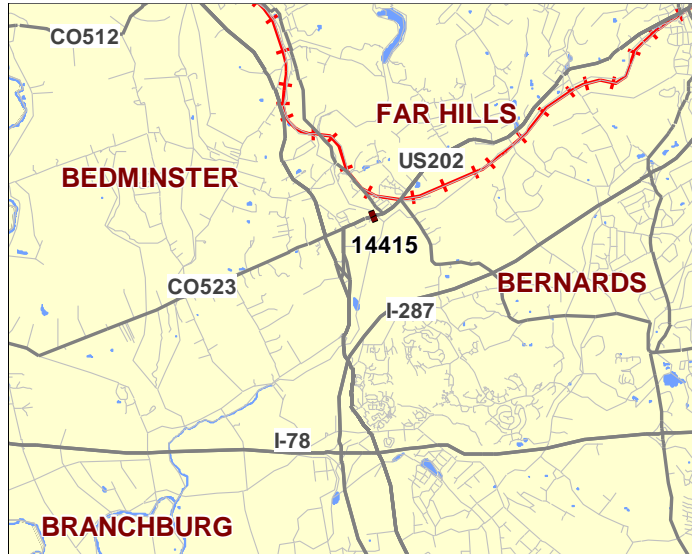 CO512
FAR HILLS
US202
BEDMINSTER
14415
CO523
BERNARDS
I-287
I-78
BRANCHBURG